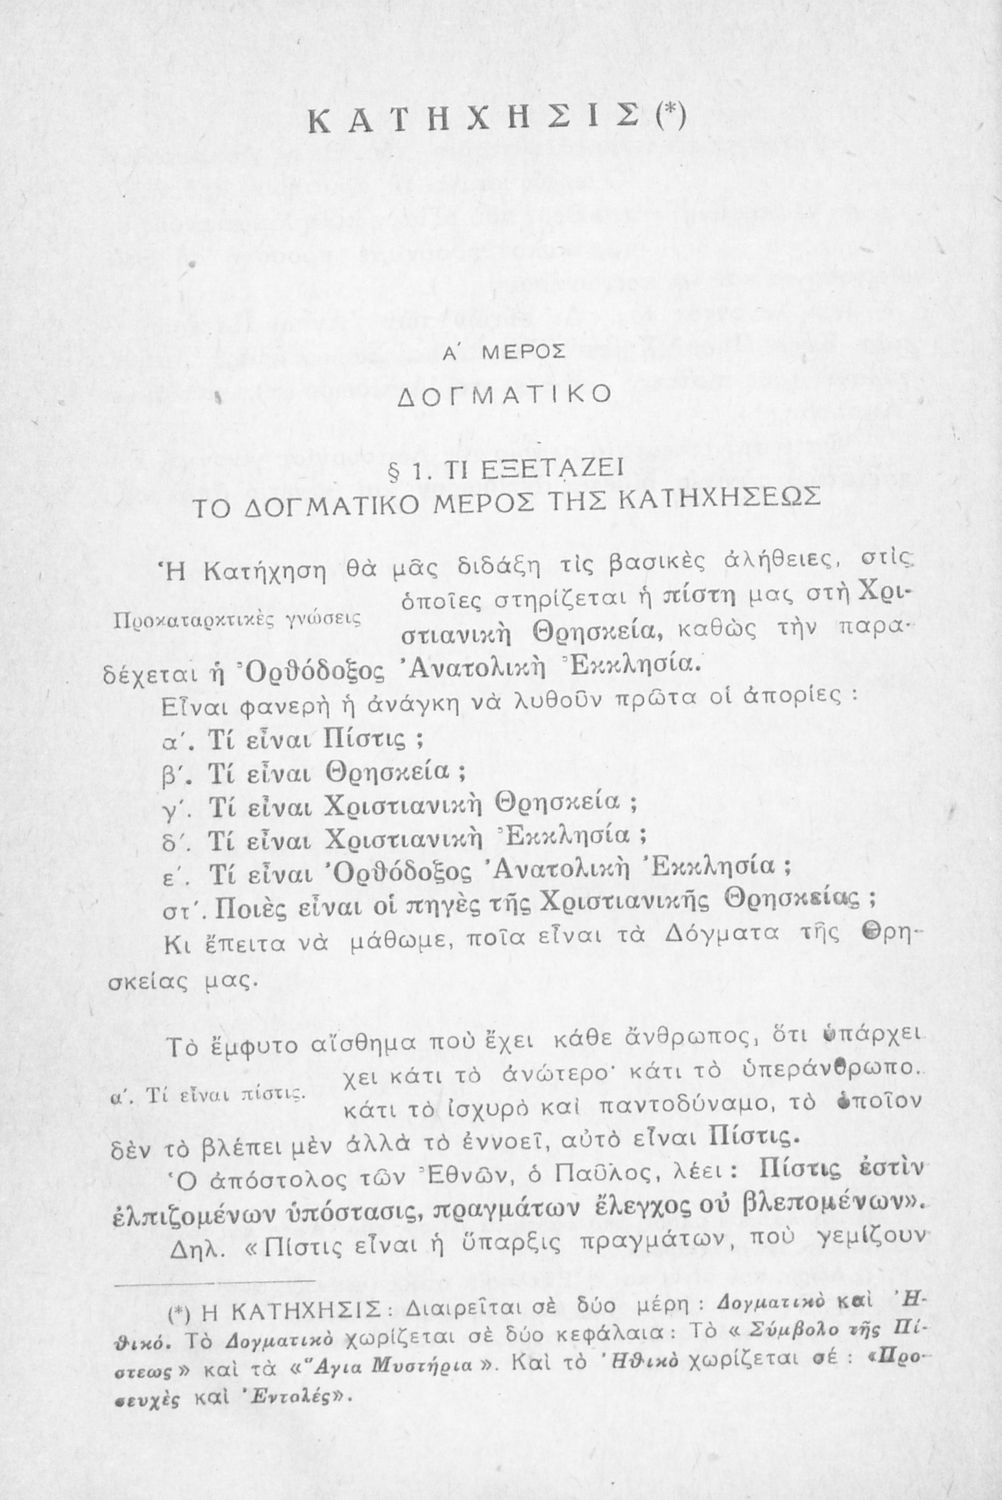 ΚΑΤΗΧΗΣΙΣ (*)
Α΄ ΜΕΡΟΣ
ΔΟΓΜΑΤΙΚΟ
§ 1. ΤΙ ΕΞΕΤΑΖΕΙ
ΤΟ ΔΟΓΜΑΤΙΚΟ ΜΕΡΟΣ ΤΗΣ ΚΑΤΗΧΗΣΕΩΣ
Ἡ Κατήχηση θὰ μᾶς διδάξη τὶς βασικὲς ἀλήθειες, στὶς
Προκαταρκτικὲς γνώσεις
ὁποῖες στηρίζεται ἡ πίστη μας στὴ Χρι-
στιανικὴ Θρησκεία, καθὼς τὴν παρα-
δέχεται ἡ Ὀρθόδοξος Ἀνατολικὴ Ἐκκλησία.
Εἶναι φανερὴ ἡ ἀνάγκη νὰ λυθοῦν πρῶτα οἱ ἀπορίες :
α΄. Τί εἶναι Πίστις ;
β΄. Τί εἶναι Θρησκεία ;
γ΄. Τί εἶναι Χριστιανικὴ Θρησκεία ;
δ΄. Τί εἶναι Χριστιανικὴ Ἐκκλησία ;
ε΄. Τί εἶναι Ὀρθόδοξος Ἀνατολικὴ Ἐκκλησία ;
στ΄. Ποιὲς εἶναι οἱ πηγὲς τῆς Χριστιανικῆς Θρησκείας ;
Κι ἔπειτα νὰ μάθωμε, ποῖα εἶναι τὰ Δόγματα τῆς Θρη-
σκείας μας.
Τὸ ἔμφυτο αἴσθημα ποὺ ἔχει κάθε ἄνθρωπος, ὅτι ὑπάρχει
α΄. Τί εἶναι πίστις.
χει κάτι τὸ ἀνώτερο· κάτι τὸ ὑπεράνθρωπο.
κάτι τὸ ἰσχυρὸ καὶ παντοδύναμο, τὸ ὁποῖον
δὲν τὸ βλέπει μὲν ἀλλὰ τὸ ἐννοεῖ, αὐτὸ εἶναι Πίστις.
Ὁ ἀπόστολος τῶν Ἐθνῶν, ὁ Παῦλος, λέει : Πίστις ἐστὶν
ἐλπιζομένων ὑπόστασις, πραγμάτων ἔλεγχος οὐ βλεπομένων».
Δηλ. «Πίστις εἶναι ἡ ὕπαρξις πραγμάτων, ποὺ γεμίζουν
(*) Η ΚΑΤΗΧΗΣΙΣ : Διαιρεῖται σὲ δύο μέρη : Δογματικὸ καὶ Ἠ-
θικό. Τὸ Δογματικὸ χωρίζεται σὲ δύο κεφάλαια : Τὸ «Σύμβολο τῆς Πί-
στεως» καὶ τὰ «Ἅγια Μυστήρια». Καὶ τὸ Ἠθικὸ χωρίζεται σέ : «Προ-
σευχὲς καὶ Ἐντολές».